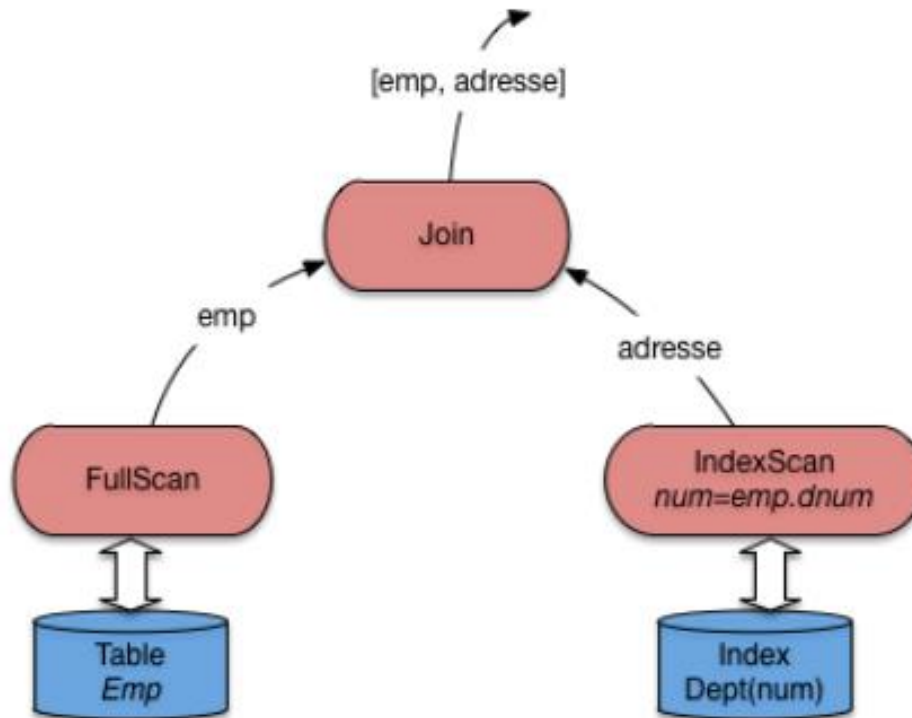 [emp, adresse]
Join
emp
adresse
FullScan
IndexScan
num=emp.dnum
Table
Emp
Index
Dept(num)